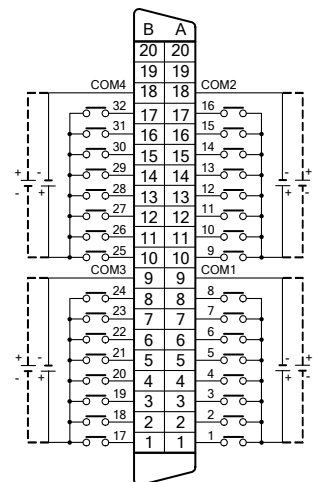 B A
20 20
19 19
COM4 18 18 COM2
32 17 17 16
31 16 16 15
30 15 15 14
+ - 29 14 14 13 - +
- + 28 13 13 12 + -
27 12 12 11
26 11 11 10
25 10 10 9
COM3 9 9 COM1
24 8 8 8
23 7 7 7
22 6 6 6
+ - 21 5 5 5 - +
- + 20 4 4 4 + -
19 3 3 3
18 2 2 2
17 1 1 1